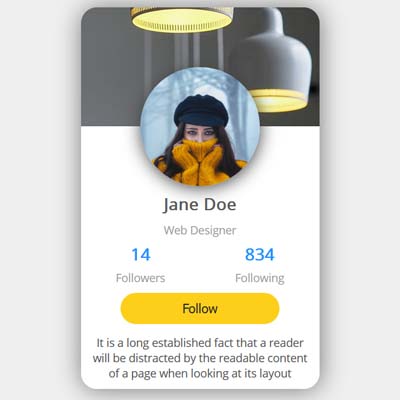 Jane Doe
Web Designer
14 834
Followers Following
Follow
It is a long established fact that a reader
will be distracted by the readable content
of a page when looking at its layout